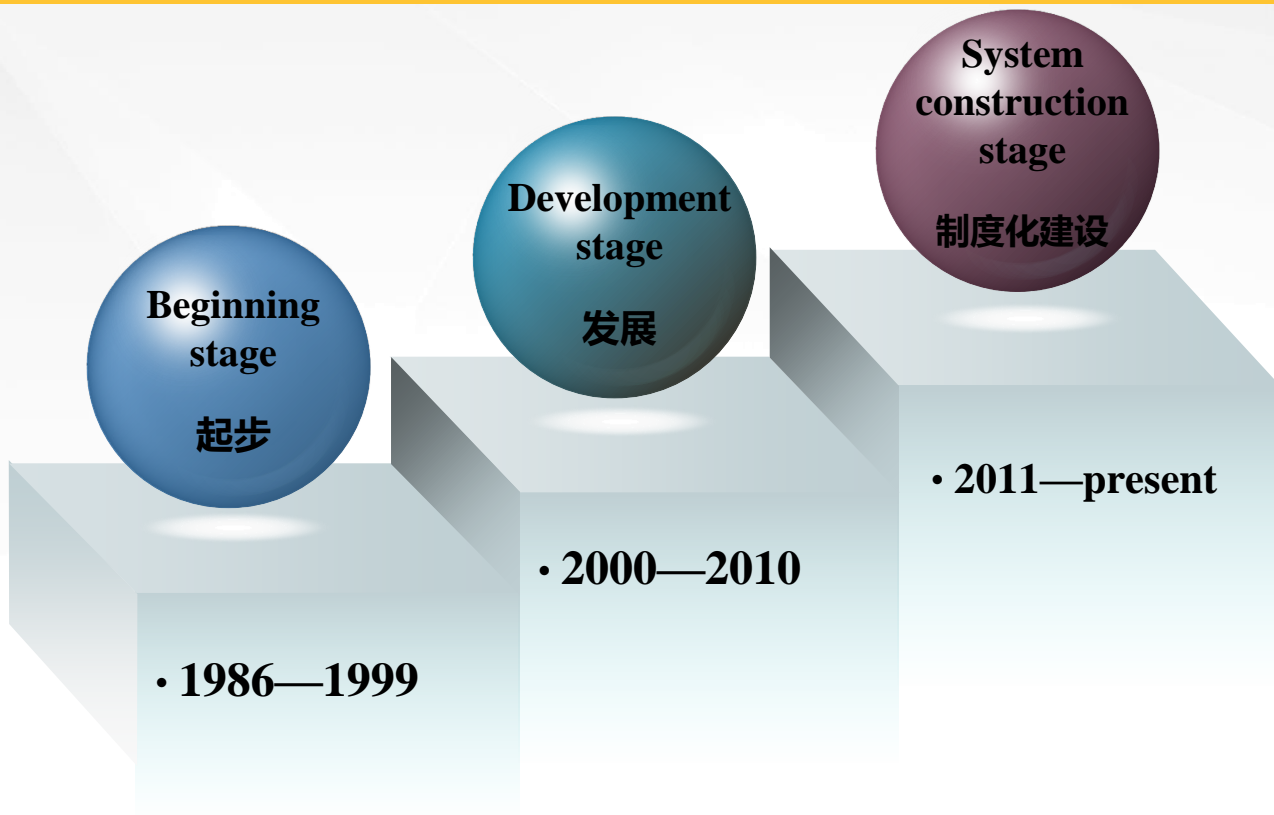 Beginning
stage
起步
• 1986—1999
Development
stage
发展
• 2000—2010
System
construction
stage
制度化建设
• 2011—present